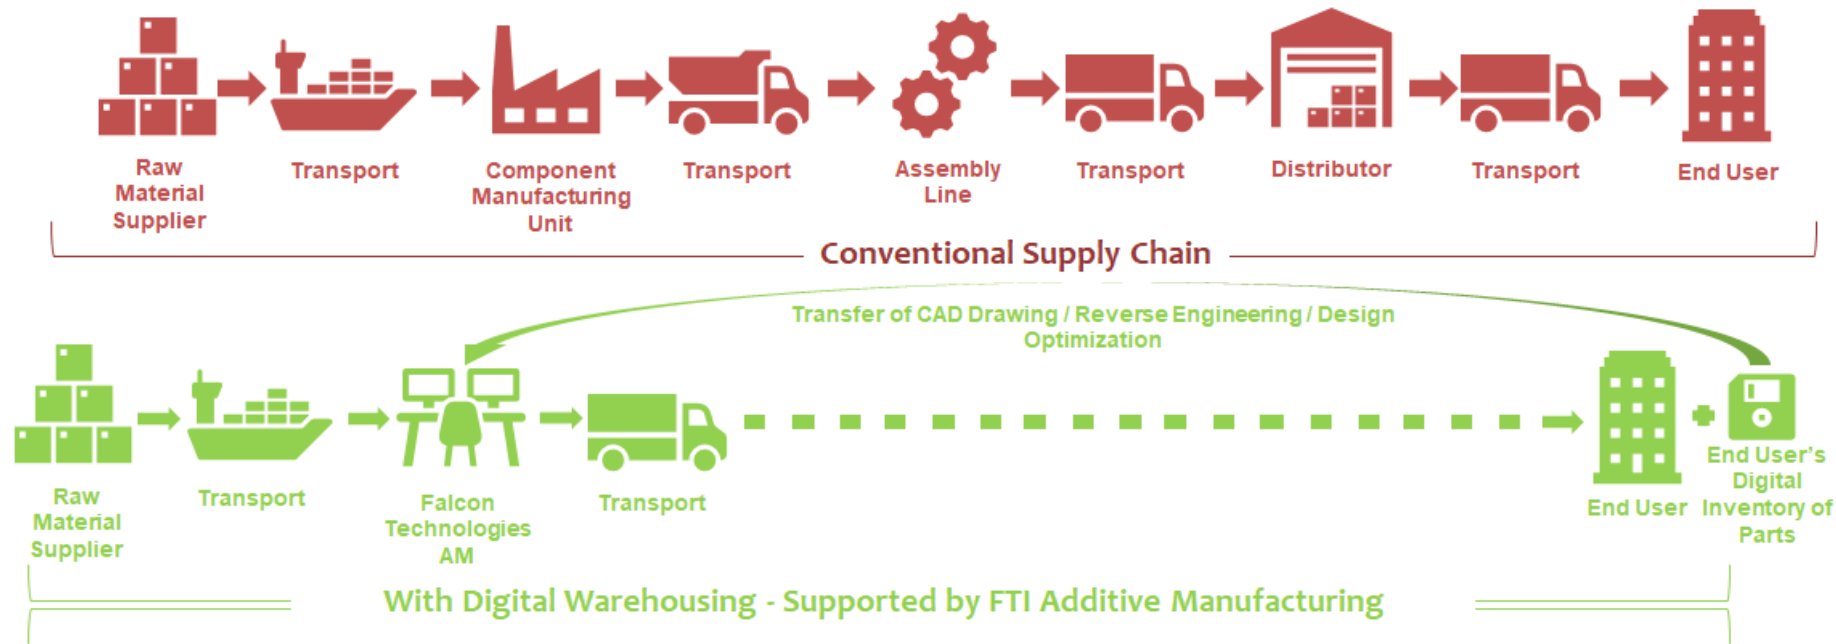 Raw
Material
Supplier
Transport
Component
Manufacturing
Unit
Transport
Assembly
Line
Transport
Distributor
Transport
End User
Conventional Supply Chain
Transfer of CAD Drawing / Reverse Engineering / Design
Optimization
Raw
Material
Supplier
Transport
Falcon
Technologies
AM
Transport
End User
End User’s
Digital
Inventory of
Parts
With Digital Warehousing - Supported by FTI Additive Manufacturing